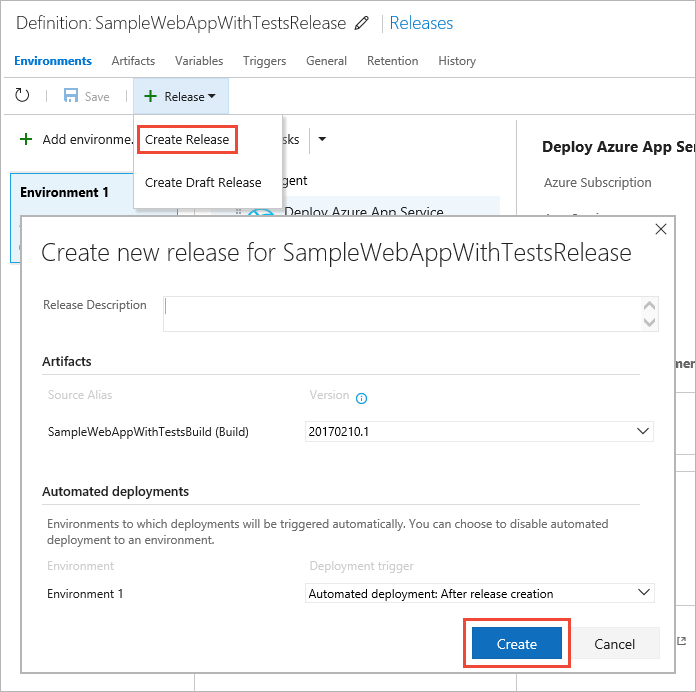 Definition: SampleWebAppWithTestsRelease | Releases
Environments Artifacts Variables Triggers General Retention History
Save Release
Add environme..
Create Release
Create Draft Release
Environment 1
Deploy Azure App Service
Deploy Azure App Se
Azure Subscription
Create new release for SampleWebAppWithTestsRelease
Release Description
Artifacts
Source Alias Version
SampleWebAppWithTestsBuild (Build) 20170210.1
Automated deployments
Environments to which deployments will be triggered automatically. You can choose to disable automated
deployment to an environment.
Environment Deployment trigger
Environment 1 Automated deployment: After release creation
Create Cancel